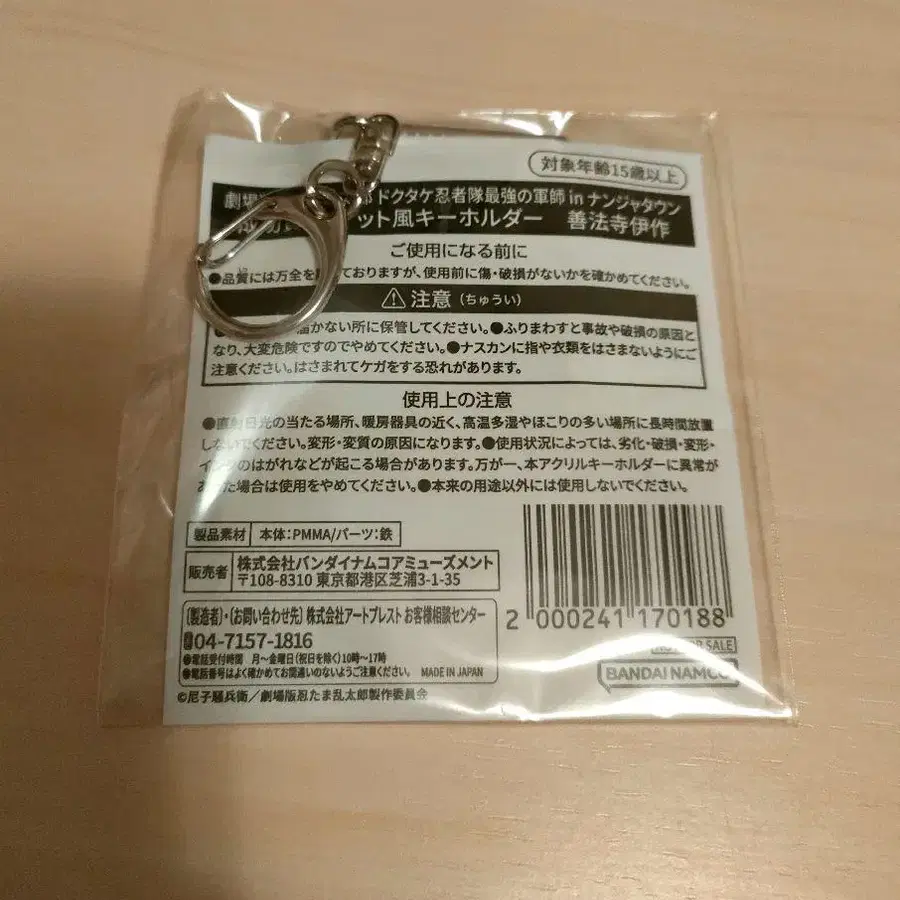 対象年齢15歳以上
劇場 ドクタケ忍者隊最強の軍師 in ナンジャタウン
ット風キーホルダー 善法寺伊作
ご使用になる前に
●品質には万全を ておりますが、使用前に傷・破損がないかを確かめてください。
⚠注意（ちゅうい）
届かない所に保管してください。●ふりまわすと事故や破損の原因と
なり、大変危険ですのでやめてください。●ナスカンに指や衣類をはさまないようにご
注意ください。はさまれてケガをする恐れがあります。
使用上の注意
●直射日光の当たる場所、暖房器具の近く、高温多湿やほこりの多い場所に長時間放置
しないでください。変形・変質の原因になります。●使用状況によっては、劣化・破損・変形・
インクのはがれなどが起こる場合があります。万が一、本アクリルキーホルダーに異常が
あった場合は使用をやめてください。●本来の用途以外には使用しないでください。
製品素材 本体:PMMA/パーツ:鉄
販売者 株式会社バンダイナムコアミューズメント
〒108-8310 東京都港区芝浦3-1-35
〔製造者〕・〔お問い合わせ先〕株式会社アートプレスト お客様相談センター
04-7157-1816
●電話受付時間 月〜金曜日(祝日を除く)10時〜17時
●電話番号はよく確かめてお間違いのないようご注意ください。 MADE IN JAPAN
©尼子騒兵衛／劇場版忍たま乱太郎製作委員会
2 000241 170188
NOT FOR SALE
BANDAI NAMCO